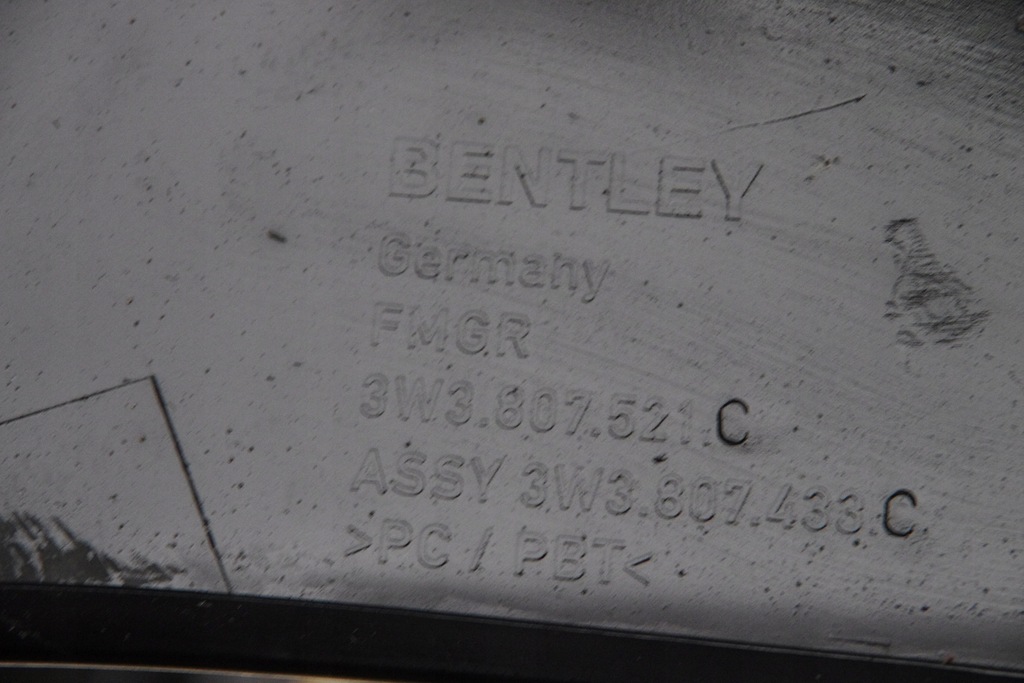 BENTLEY
Germany
FMGR
3W3.807.521.C
ASSY 3W3.807.433.C
>PC / PBT<